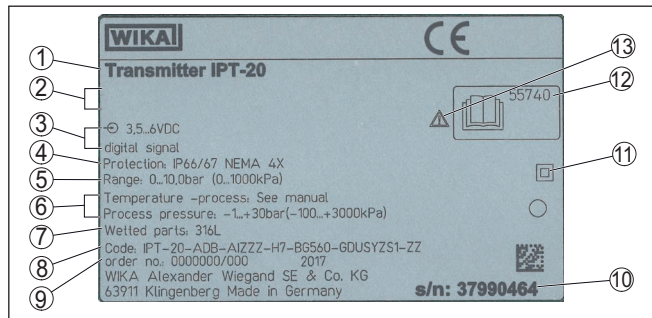 WIKA CE
Transmitter IPT-20
55740
3,5...6VDC
digital signal
Protection: IP66/67 NEMA 4X
Range: 0...10,0bar (0...1000kPa)
Temperature -process: See manual
Process pressure: -1...+30bar(-100...+3000kPa)
Wetted parts: 316L
Code: IPT-20-ADB-AIZZZ-H7-BG560-GDUSYZS1-ZZ
order no.: 0000000/000 2017
WIKA Alexander Wiegand SE & Co. KG
63911 Klingenberg Made in Germany
s/n: 37990464
1
2
3
4
5
6
7
8
9
10
11
12
13